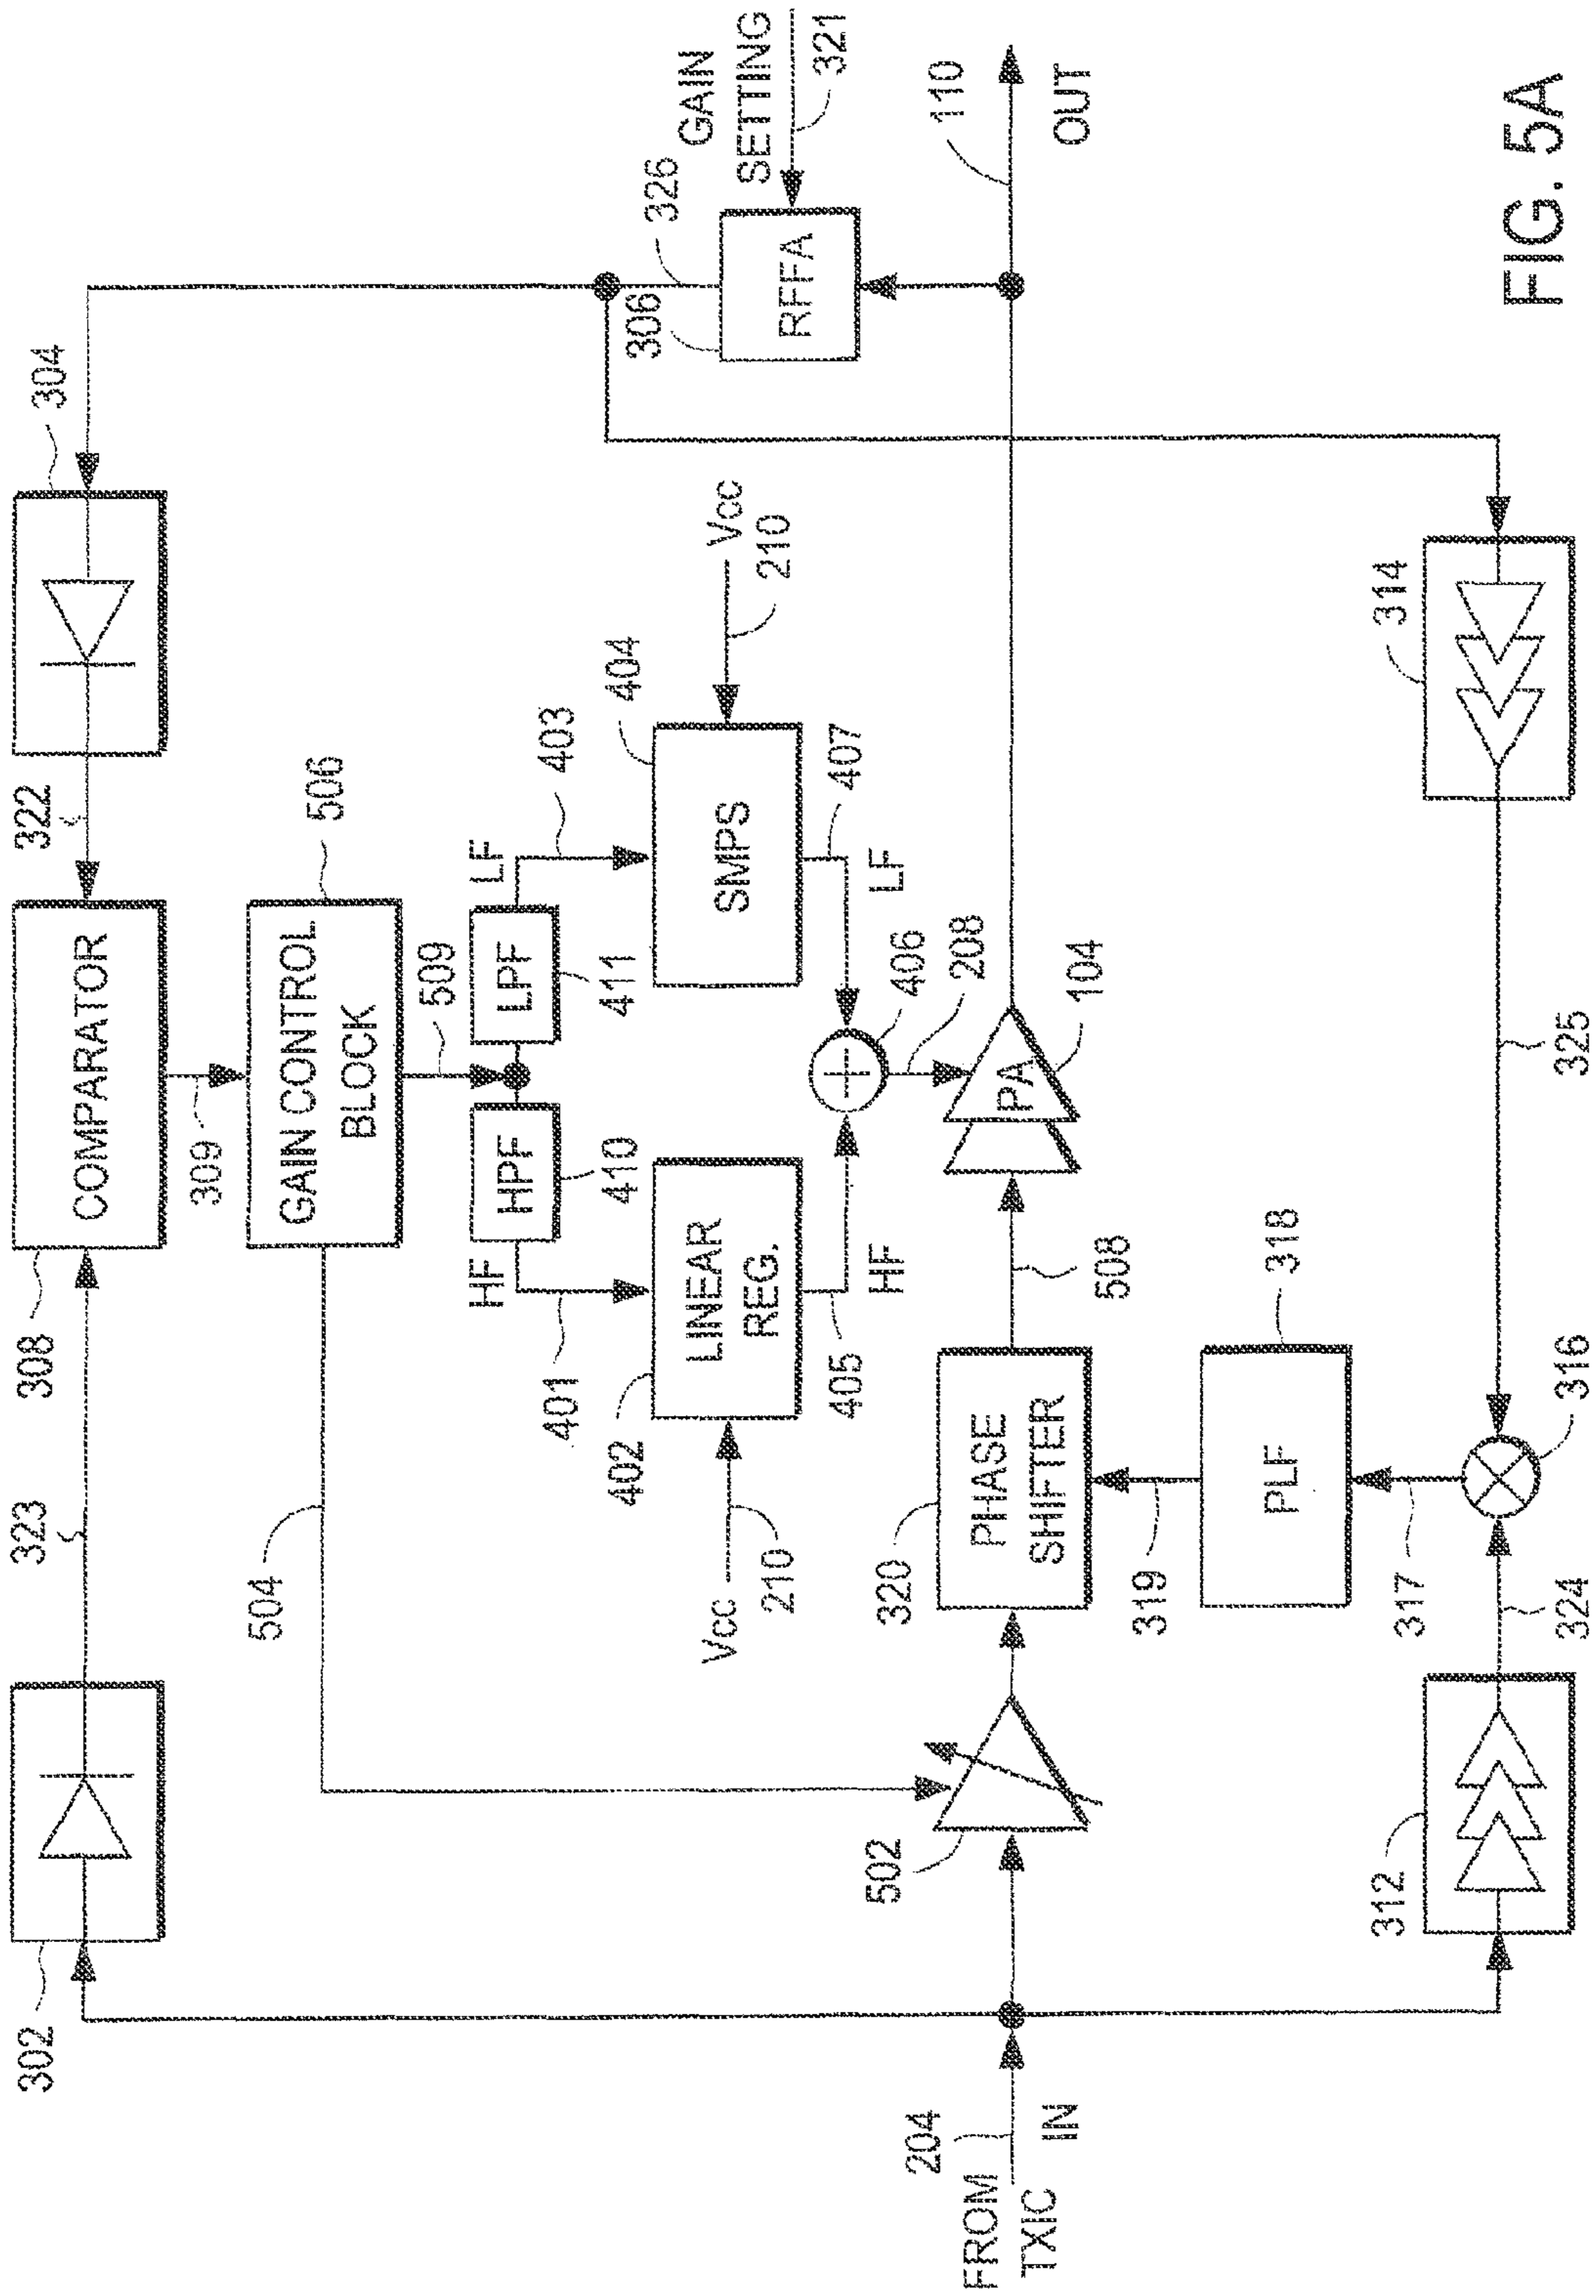 302
323
308
COMPARATOR
322
304
309
504
GAIN CONTROL
BLOCK
506
509
HF
LF
HPF
LPF
401
410
411
403
402
LINEAR
REG.
SMPS
404
Vcc
210
Vcc
210
405
HF
LF
407
406
208
306
326
RFFA
GAIN
SETTING
321
204
FROM
TXIC
IN
502
320
PHASE
SHIFTER
508
PA
104
110
OUT
319
PLF
318
317
312
324
316
325
314
FIG. 5A